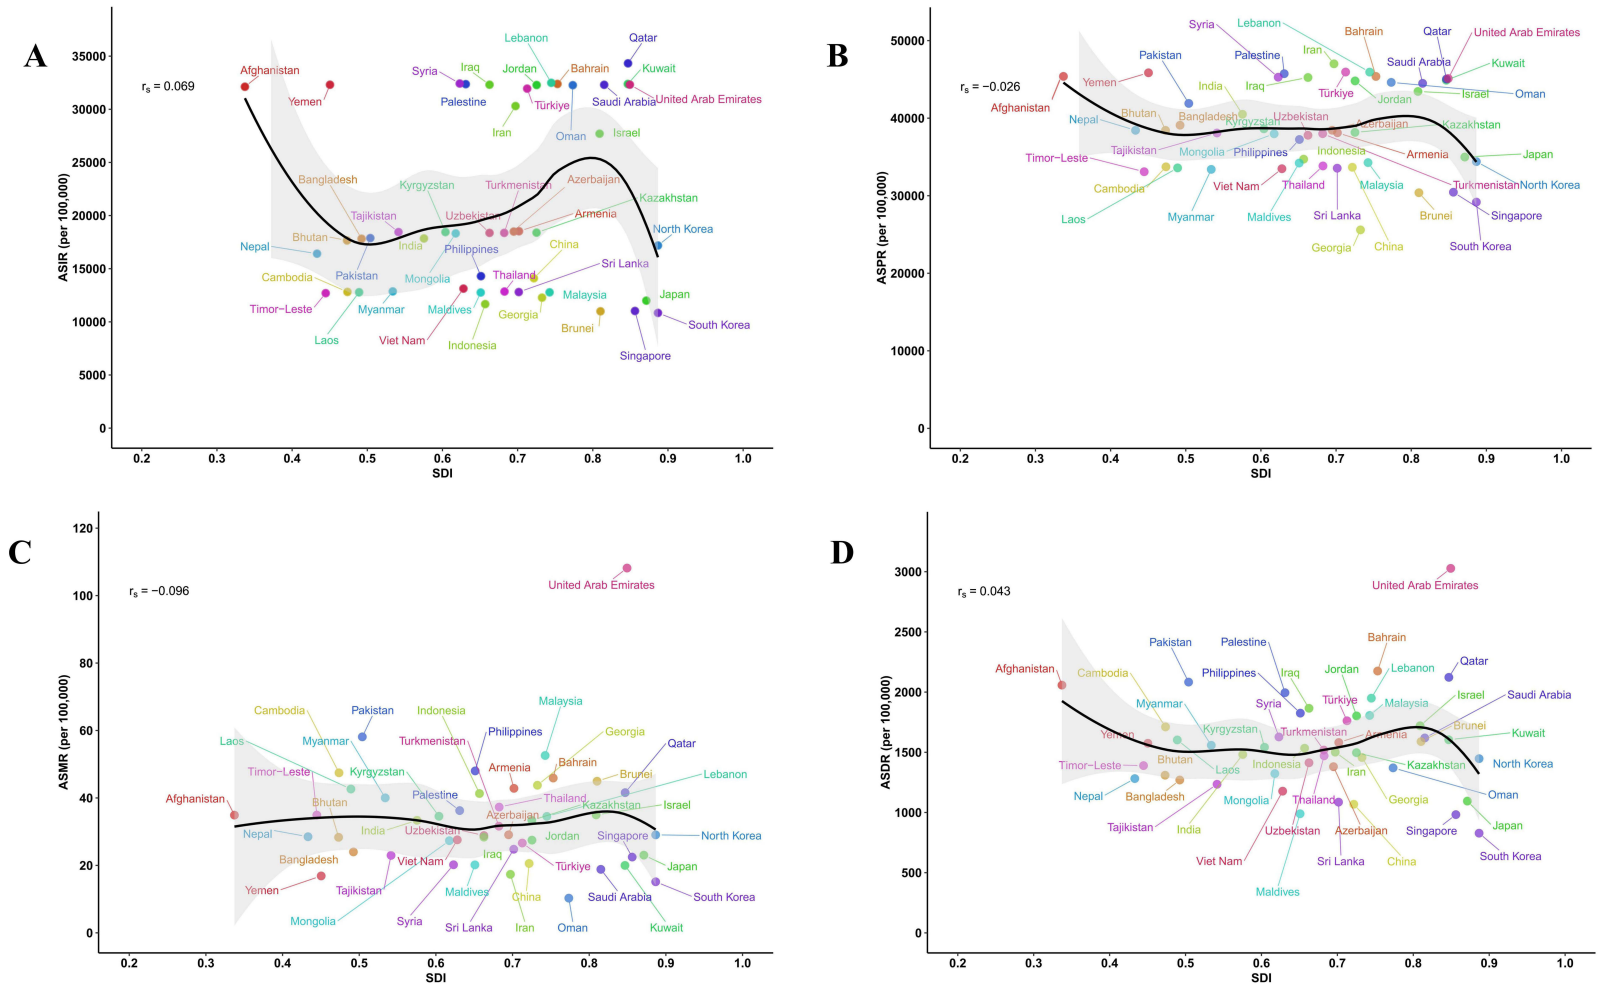 A
35000
30000
25000
20000
15000
10000
5000
0
ASIR (per 100,000)
rs = 0.069
Afghanistan
Yemen
Syria
Iraq
Palestine
Lebanon
Jordan
Bahrain
Türkiye
Iran
Oman
Qatar
Kuwait
Saudi Arabia
United Arab Emirates
Israel
Bangladesh
Kyrgyzstan
Turkmenistan
Azerbaijan
Kazakhstan
Tajikistan
Uzbekistan
Armenia
Nepal
Bhutan
India
Philippines
China
North Korea
Cambodia
Pakistan
Mongolia
Thailand
Sri Lanka
Timor−Leste
Myanmar
Maldives
Malaysia
Japan
Laos
Viet Nam
Indonesia
Georgia
Brunei
South Korea
Singapore
0.2 0.3 0.4 0.5 0.6 0.7 0.8 0.9 1.0
SDI
B
50000
40000
30000
20000
10000
0
ASPR (per 100,000)
rs = −0.026
Syria
Lebanon
Bahrain
Qatar
United Arab Emirates
Pakistan
Palestine
Iran
Saudi Arabia
Kuwait
Yemen
India
Iraq
Türkiye
Jordan
Israel
Oman
Afghanistan
Nepal
Bhutan
Bangladesh
Kyrgyzstan
Uzbekistan
Azerbaijan
Kazakhstan
Timor−Leste
Tajikistan
Mongolia
Philippines
Indonesia
Armenia
Japan
Cambodia
Viet Nam
Thailand
Malaysia
Turkmenistan
North Korea
Laos
Myanmar
Maldives
Sri Lanka
Brunei
Singapore
Georgia
China
South Korea
0.2 0.3 0.4 0.5 0.6 0.7 0.8 0.9 1.0
SDI
C
120
100
80
60
40
20
0
ASMR (per 100,000)
rs = −0.096
United Arab Emirates
Cambodia
Pakistan
Indonesia
Malaysia
Laos
Myanmar
Turkmenistan
Philippines
Georgia
Qatar
Timor−Leste
Kyrgyzstan
Armenia
Bahrain
Brunei
Lebanon
Afghanistan
Bhutan
Palestine
Thailand
Kazakhstan
Israel
Nepal
India
Uzbekistan
Azerbaijan
Jordan
Singapore
North Korea
Bangladesh
Viet Nam
Iraq
Türkiye
Japan
Yemen
Tajikistan
Maldives
China
Saudi Arabia
South Korea
Mongolia
Syria
Sri Lanka
Iran
Oman
Kuwait
0.2 0.3 0.4 0.5 0.6 0.7 0.8 0.9 1.0
SDI
D
3000
2500
2000
1500
1000
500
0
ASDR (per 100,000)
rs = 0.043
United Arab Emirates
Pakistan
Palestine
Bahrain
Afghanistan
Cambodia
Philippines
Iraq
Jordan
Lebanon
Qatar
Myanmar
Syria
Türkiye
Malaysia
Israel
Saudi Arabia
Yemen
Kyrgyzstan
Turkmenistan
Armenia
Brunei
Kuwait
Timor−Leste
Bhutan
Laos
Indonesia
Iran
Kazakhstan
North Korea
Nepal
Bangladesh
Mongolia
Thailand
Georgia
Oman
Tajikistan
India
Uzbekistan
Azerbaijan
Singapore
Japan
Viet Nam
Sri Lanka
China
South Korea
Maldives
0.2 0.3 0.4 0.5 0.6 0.7 0.8 0.9 1.0
SDI